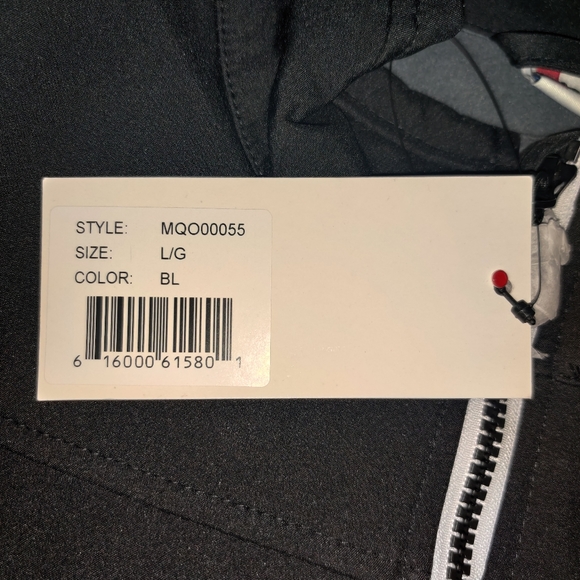 STYLE: MQO00055
SIZE: L/G
COLOR: BL
6 16000 61580 1